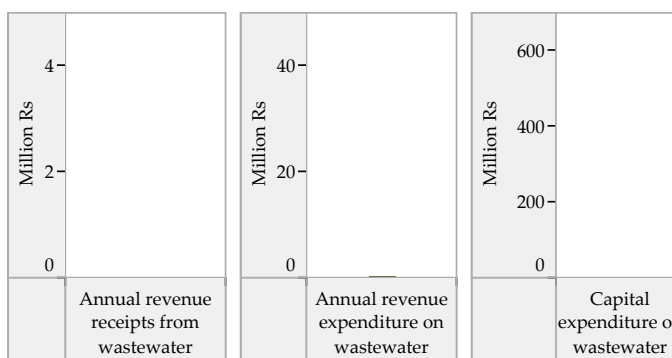 Million Rs
4
2
0
Annual revenue
receipts from
wastewater
Million Rs
40
20
0
Annual revenue
expenditure on
wastewater
Million Rs
600
400
200
0
Capital
expenditure o
wastewater